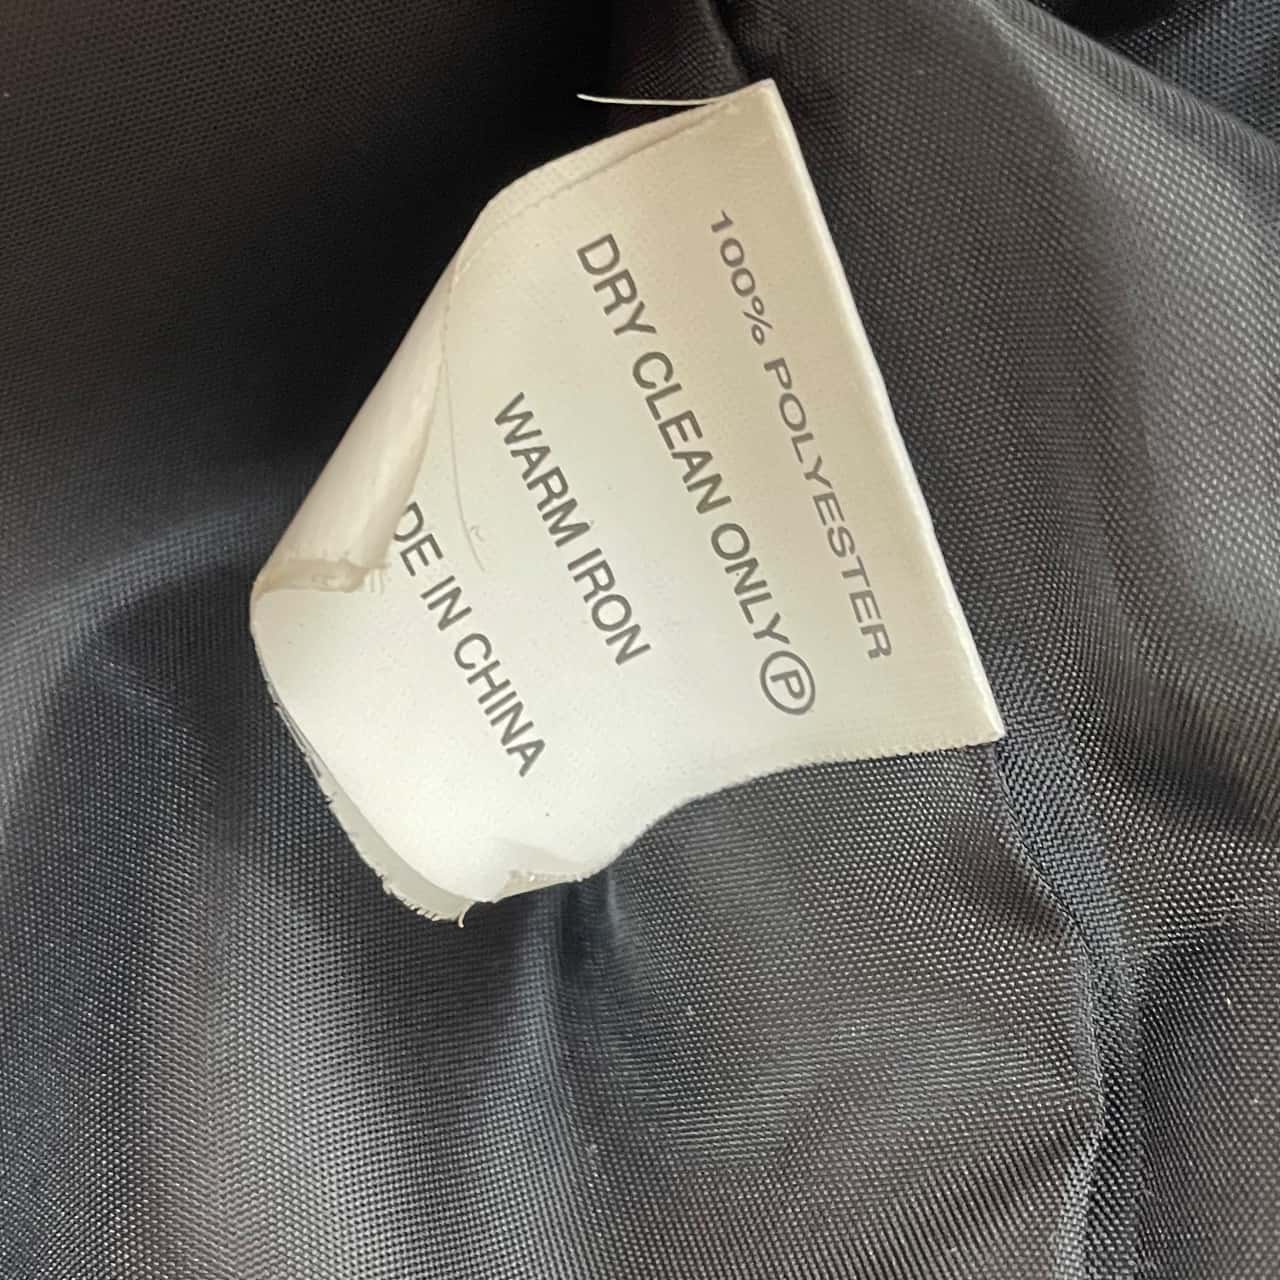 100% POLYESTER
DRY CLEAN ONLY Ⓟ
WARM IRON
DE IN CHINA